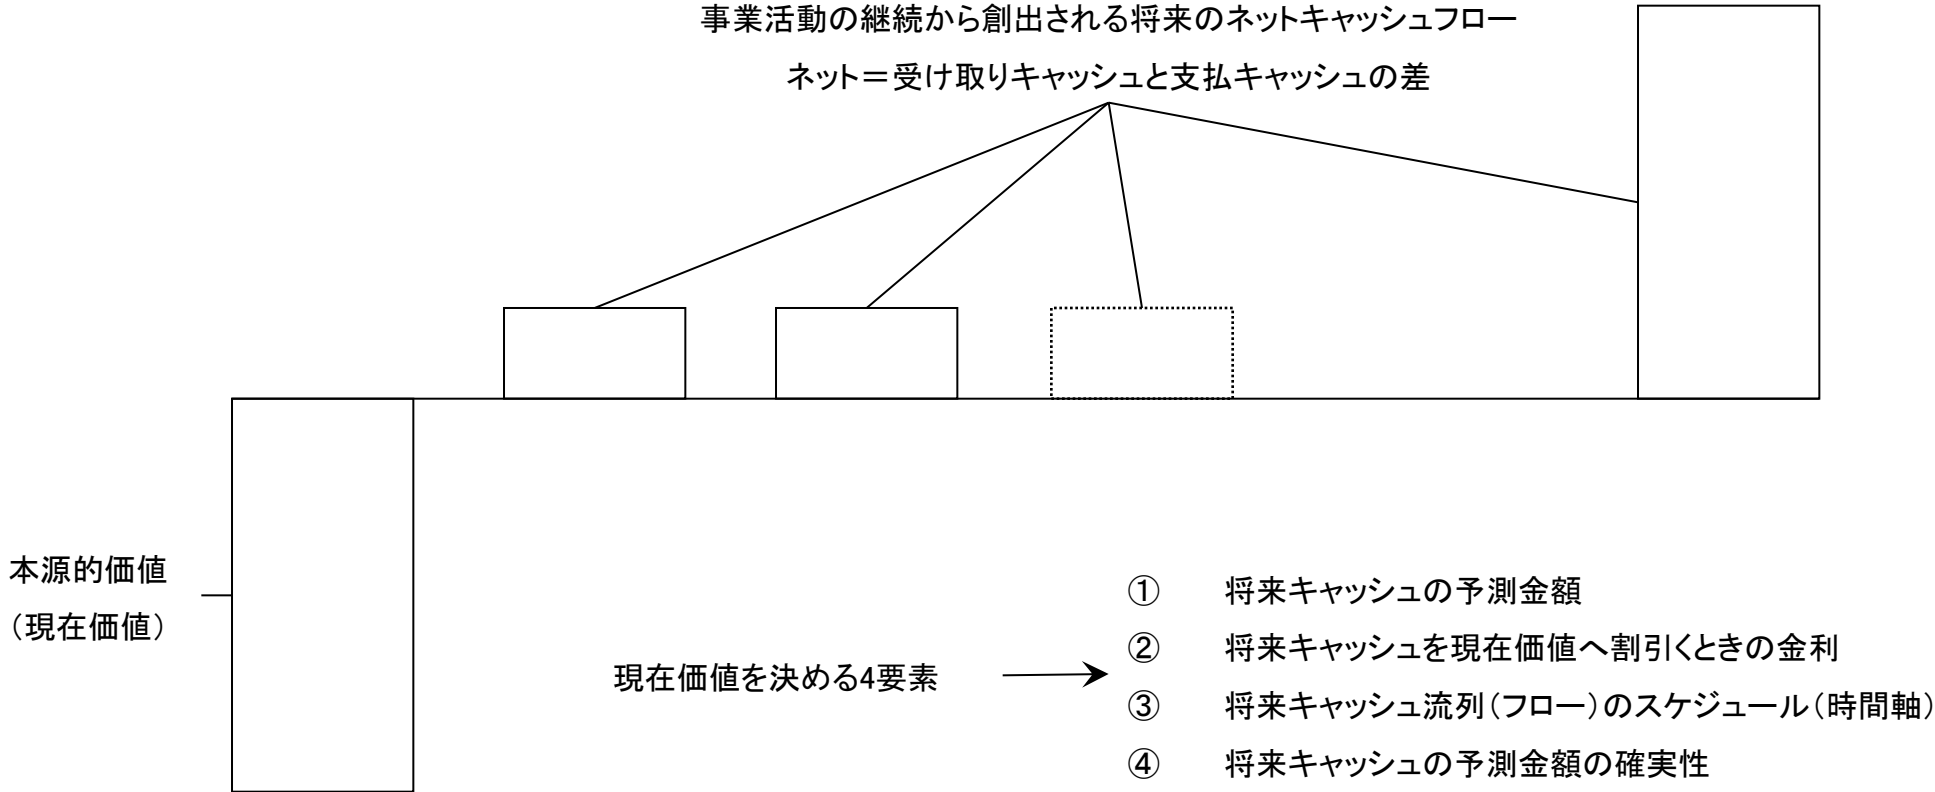 事業活動の継続から創出される将来のネットキャッシュフロー
ネット＝受け取りキャッシュと支払キャッシュの差
本源的価値
（現在価値）
現在価値を決める4要素
① 将来キャッシュの予測金額
② 将来キャッシュを現在価値へ割引くときの金利
③ 将来キャッシュ流列（フロー）のスケジュール（時間軸）
④ 将来キャッシュの予測金額の確実性